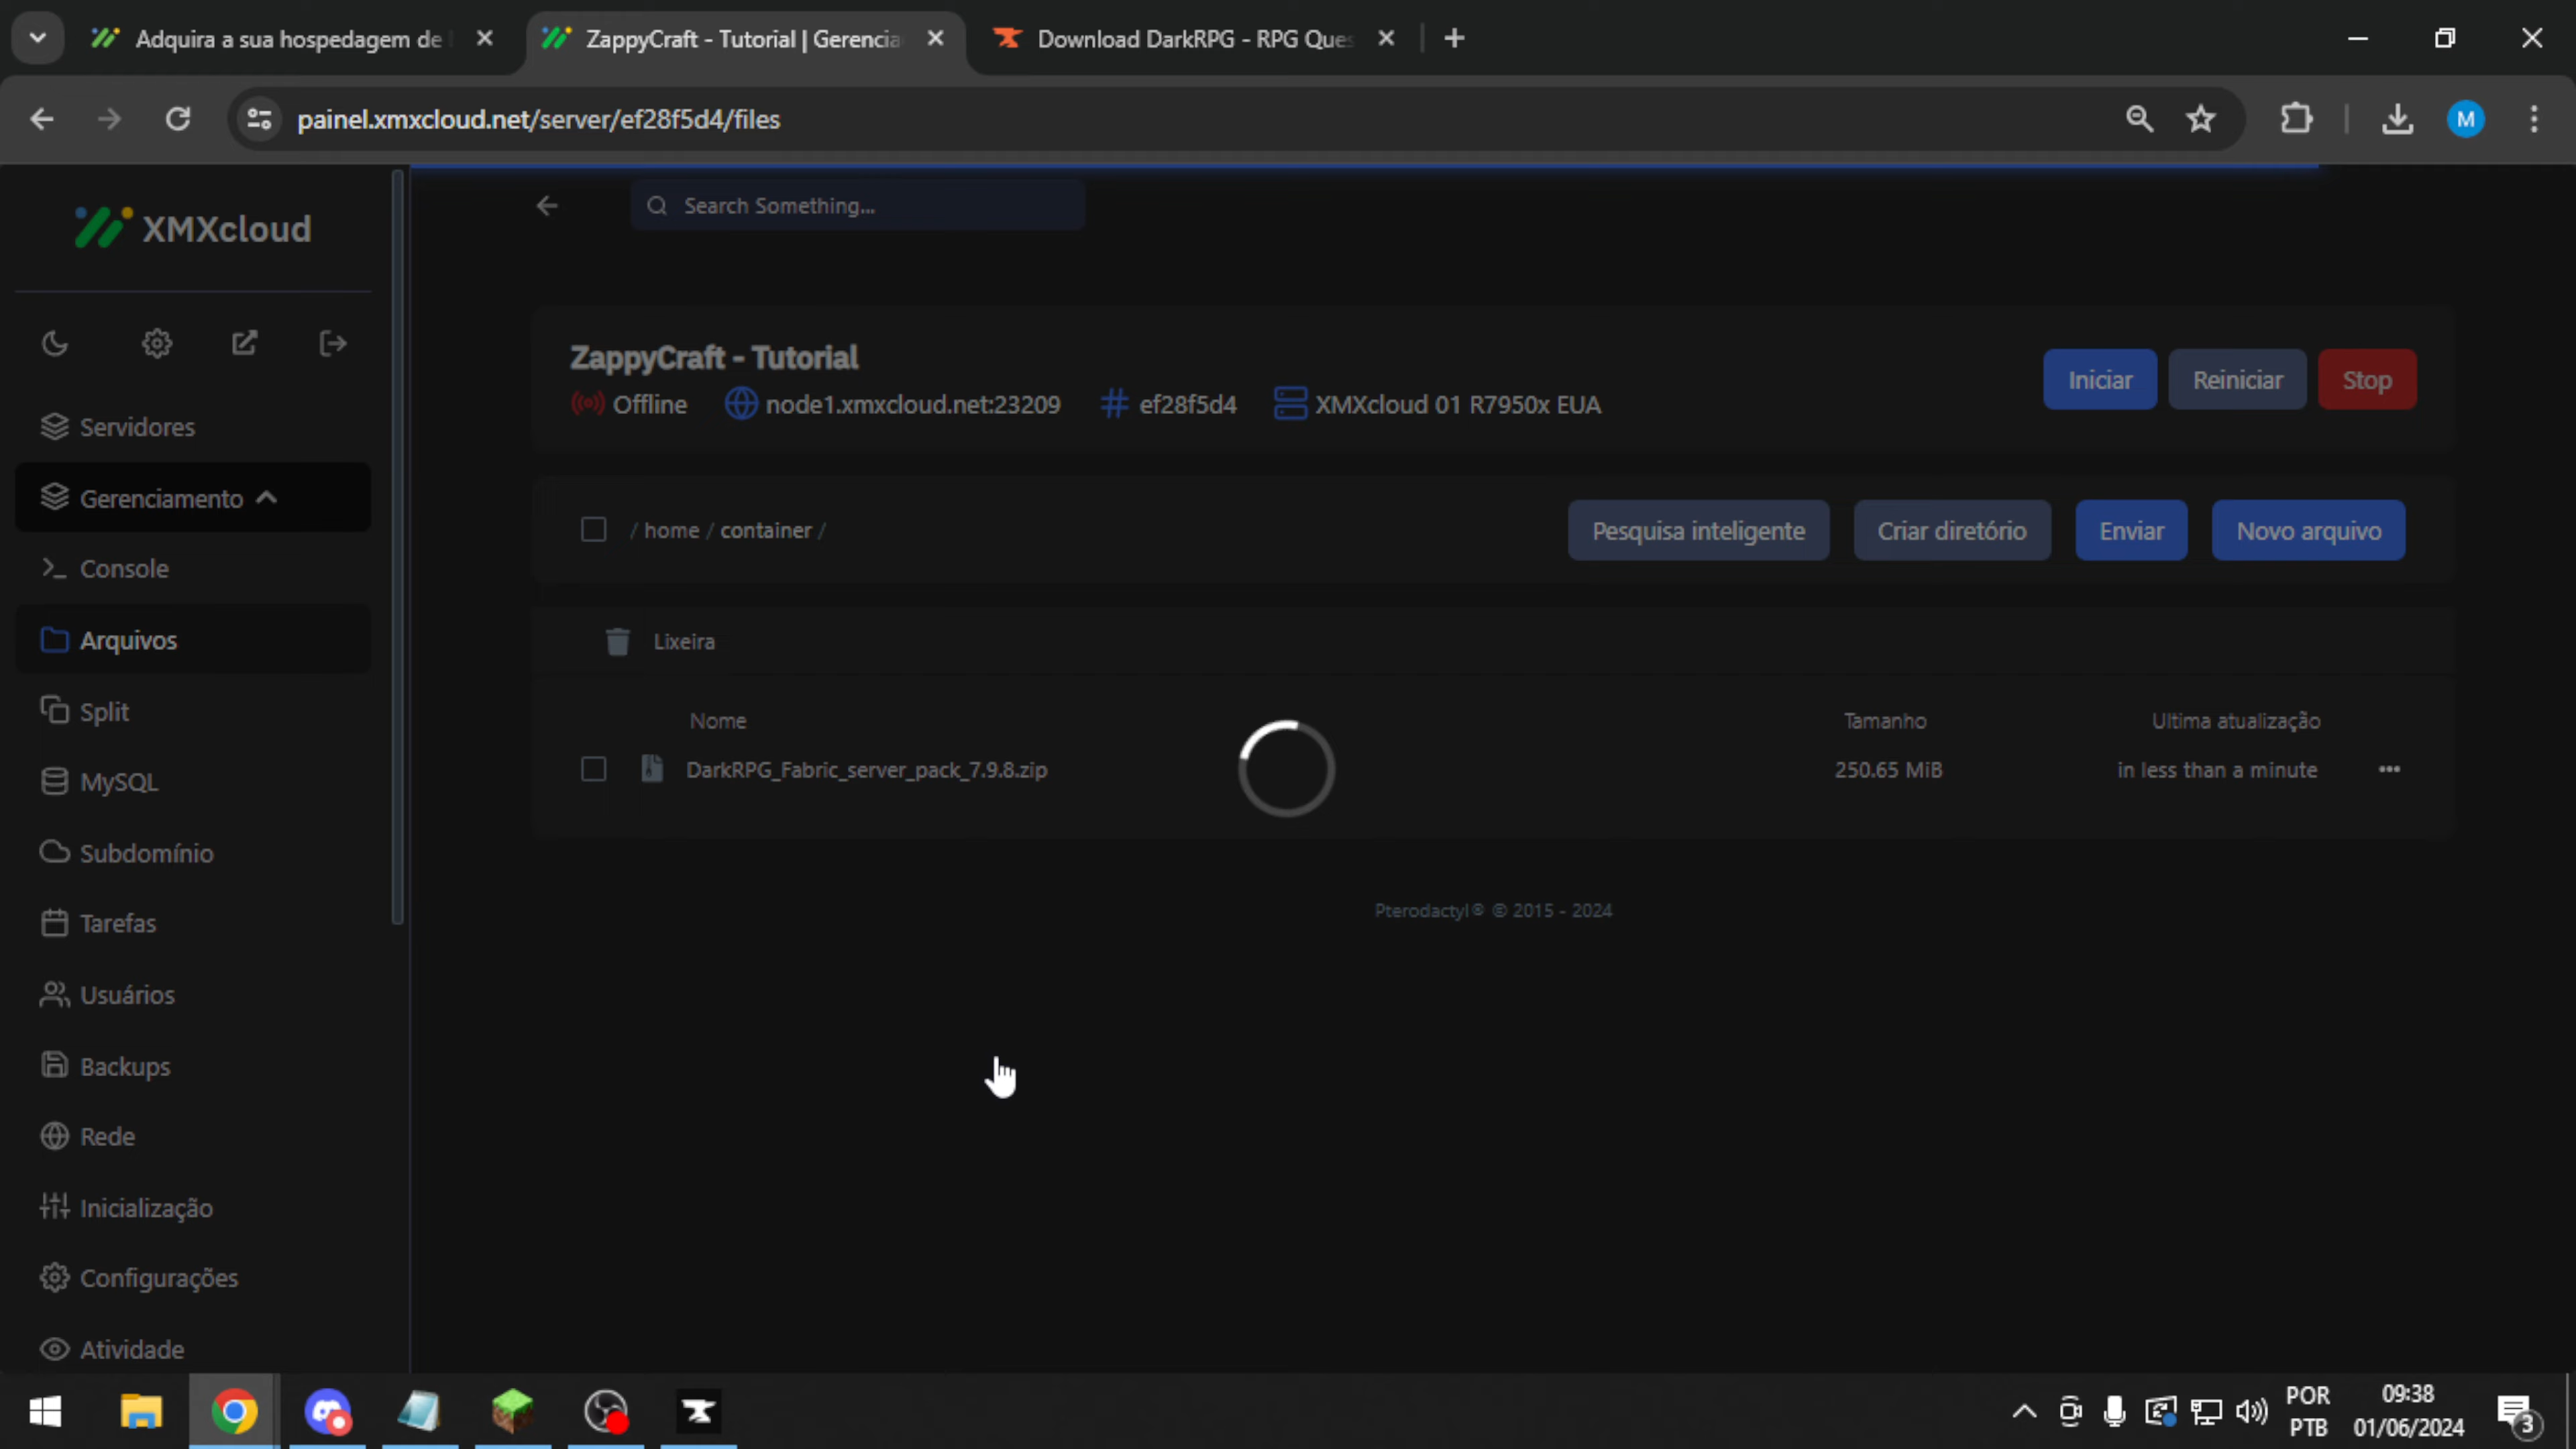 Adquira a sua hospedagem de
ZappyCraft - Tutorial | Gerencia
Download DarkRPG - RPG Ques
painel.xmxcloud.net/server/ef28f5d4/files
M
XMXcloud
Search Something...
ZappyCraft - Tutorial
Offline
node1.xmxcloud.net:23209
ef28f5d4
XMXcloud 01 R7950x EUA
Iniciar
Reiniciar
Stop
Servidores
Gerenciamento
Console
Arquivos
Split
MySQL
Subdomínio
Tarefas
Usuários
Backups
Rede
Inicialização
Configurações
Atividade
/ home / container /
Pesquisa inteligente
Criar diretório
Enviar
Novo arquivo
Lixeira
Nome
Tamanho
Ultima atualização
DarkRPG_Fabric_server_pack_7.9.8.zip
250.65 MiB
in less than a minute
Pterodactyl® © 2015 - 2024
POR
PTB
09:38
01/06/2024
3